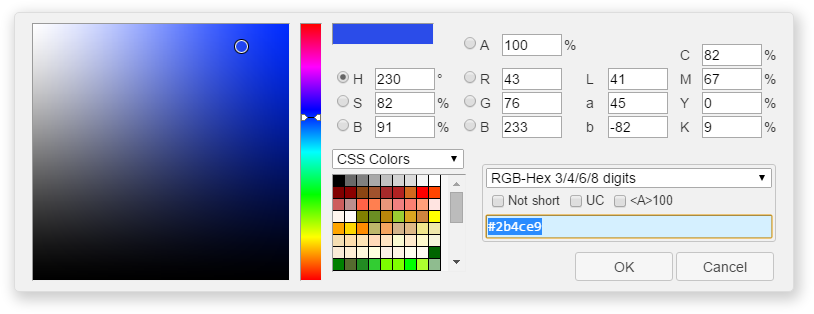 A 100 %
C 82 %
H 230 °
R 43
L 41
M 67 %
S 82 %
G 76
a 45
Y 0 %
B 91 %
B 233
b -82
K 9 %
CSS Colors
RGB-Hex 3/4/6/8 digits
Not short UC <A>100
#2b4ce9
OK Cancel